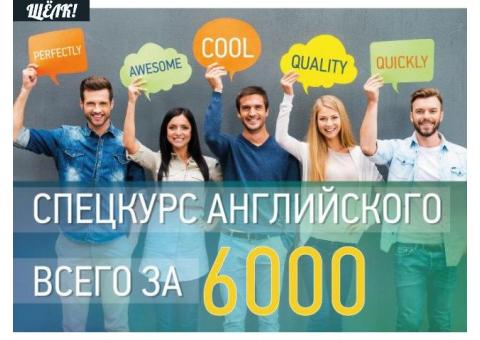 ЩЁЛК!
PERFECTLY
AWESOME
COOL
QUALITY
QUICKLY
СПЕЦКУРС АНГЛИЙСКОГО
ВСЕГО ЗА 6000